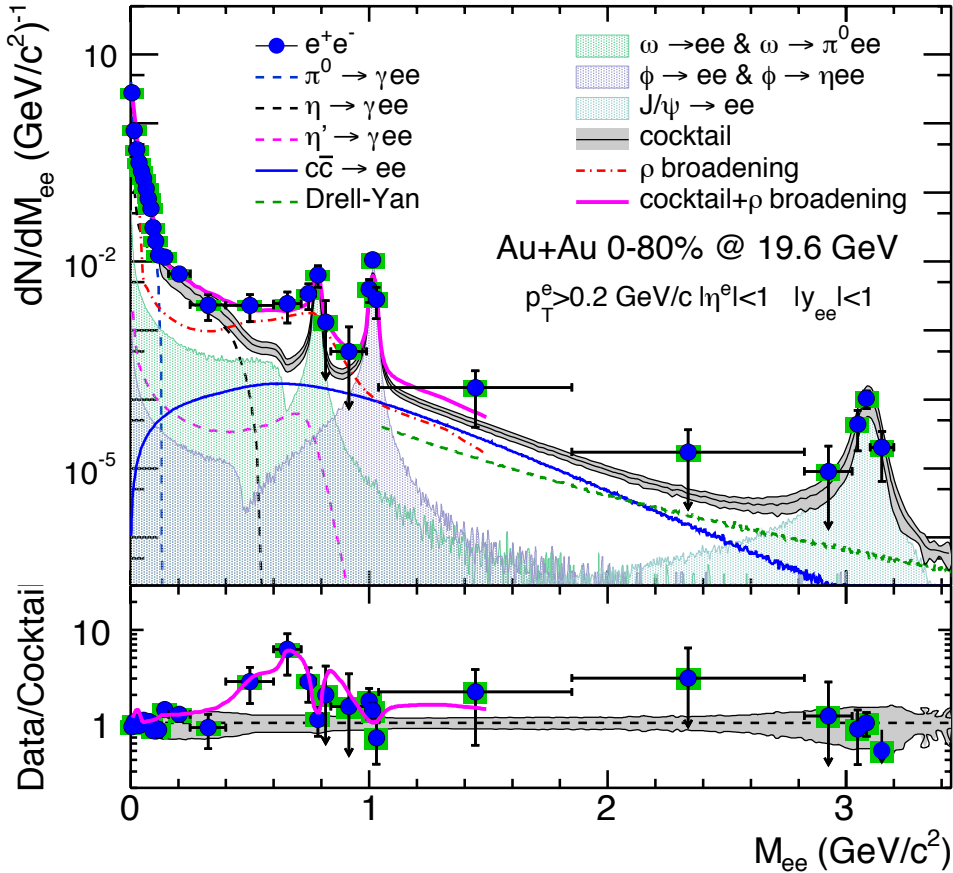 dN/dM_ee (GeV/c²)⁻¹
10
10⁻²
10⁻⁵
e⁺e⁻
π⁰ → γee
η → γee
η' → γee
cc̅ → ee
Drell-Yan
ω → ee & ω → π⁰ee
φ → ee & φ → ηee
J/ψ → ee
cocktail
ρ broadening
cocktail+ρ broadening
Au+Au 0-80% @ 19.6 GeV
p_T^e>0.2 GeV/c |η^e|<1 |y_ee|<1
Data/Cocktail
10
1
0 1 2 3
M_ee (GeV/c²)